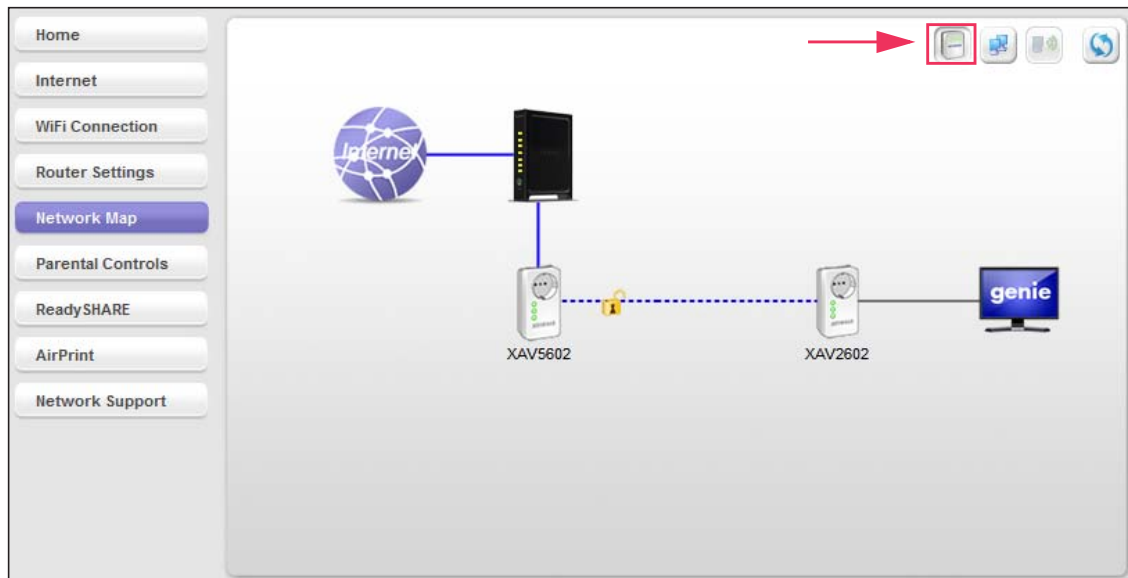 Home
Internet
WiFi Connection
Router Settings
Network Map
Parental Controls
ReadySHARE
AirPrint
Network Support
Internet
genie
XAV5602
XAV2602